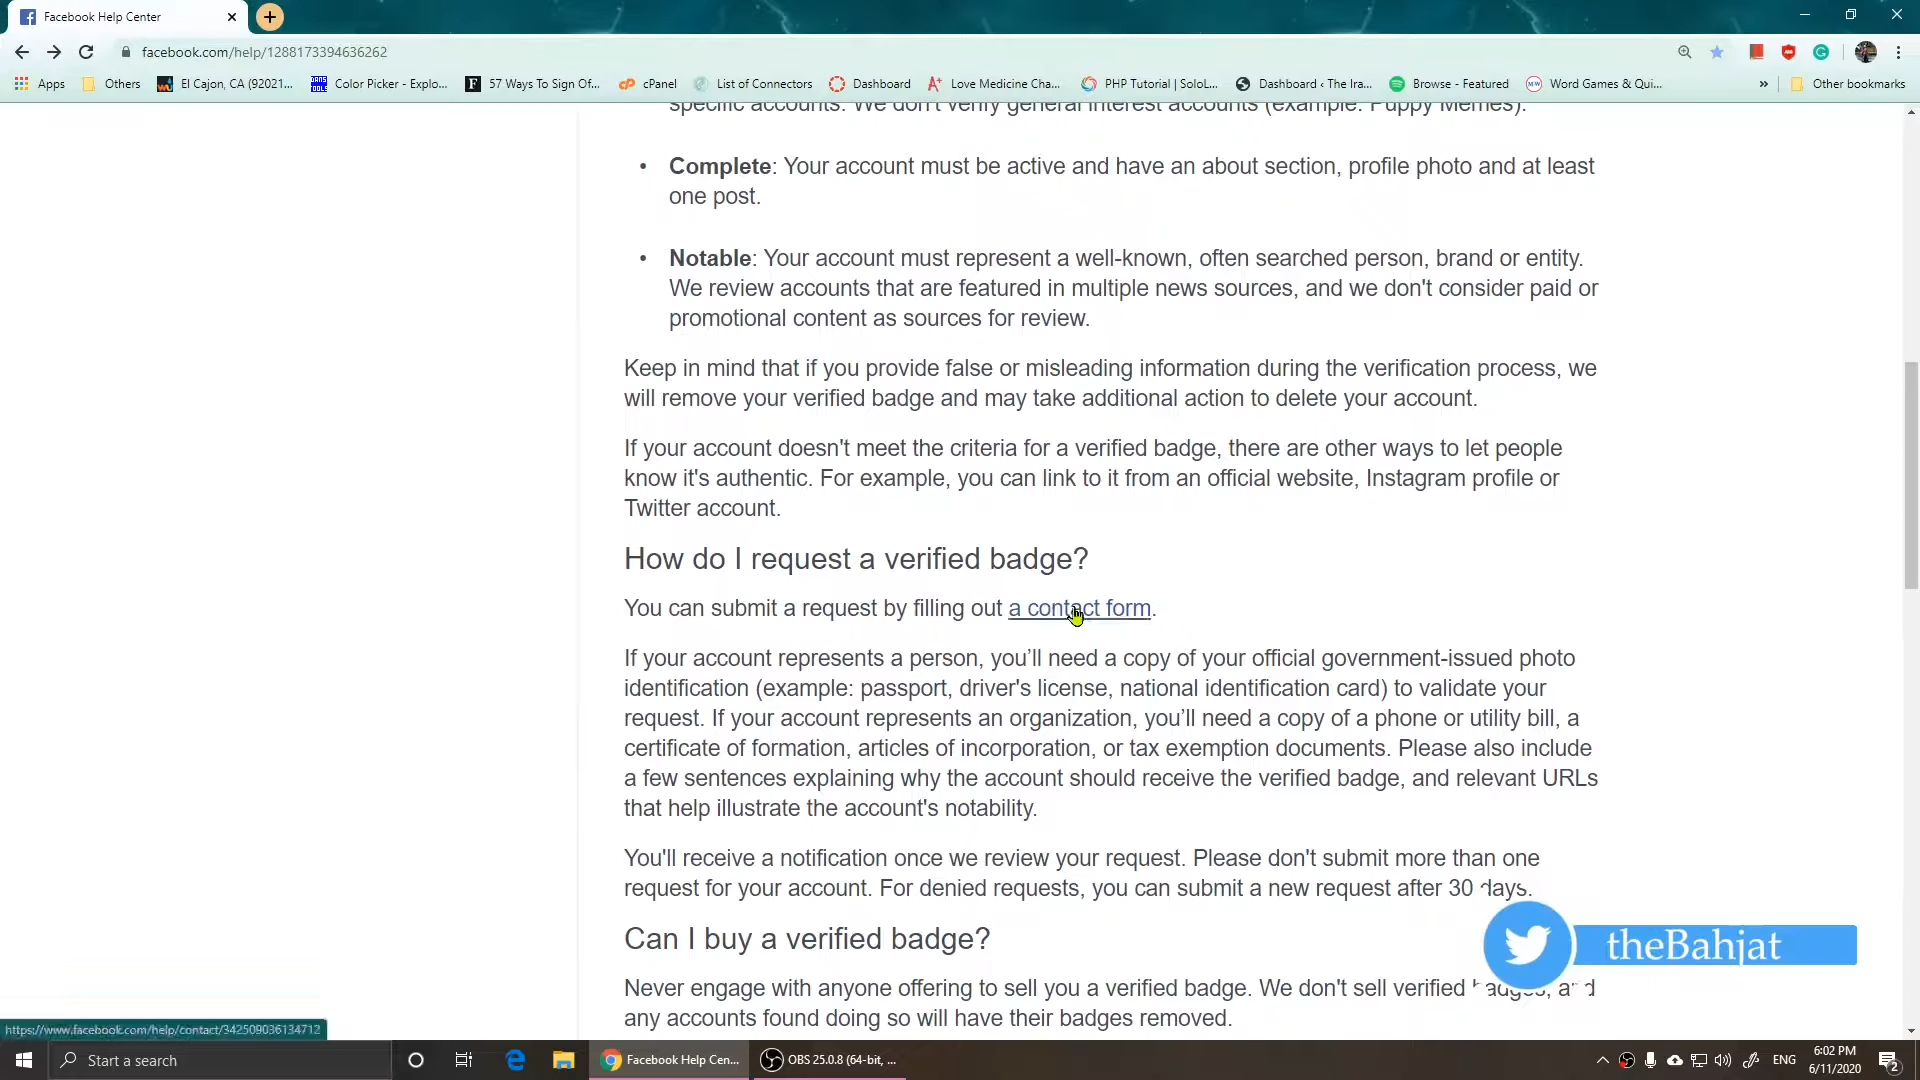 Facebook Help Center
facebook.com/help/1288173394636262
Apps Others El Cajon, CA (92021... Color Picker - Explo... 57 Ways To Sign Of... cPanel List of Connectors Dashboard Love Medicine Cha... PHP Tutorial | SoloL... Dashboard ‹ The Ira... Browse - Featured Word Games & Qui... » Other bookmarks
specific accounts. We don't verify general interest accounts (example: Puppy Memes).
• Complete: Your account must be active and have an about section, profile photo and at least
one post.
• Notable: Your account must represent a well-known, often searched person, brand or entity.
We review accounts that are featured in multiple news sources, and we don't consider paid or
promotional content as sources for review.
Keep in mind that if you provide false or misleading information during the verification process, we
will remove your verified badge and may take additional action to delete your account.
If your account doesn't meet the criteria for a verified badge, there are other ways to let people
know it's authentic. For example, you can link to it from an official website, Instagram profile or
Twitter account.
How do I request a verified badge?
You can submit a request by filling out a contact form.
If your account represents a person, you’ll need a copy of your official government-issued photo
identification (example: passport, driver's license, national identification card) to validate your
request. If your account represents an organization, you’ll need a copy of a phone or utility bill, a
certificate of formation, articles of incorporation, or tax exemption documents. Please also include
a few sentences explaining why the account should receive the verified badge, and relevant URLs
that help illustrate the account's notability.
You'll receive a notification once we review your request. Please don't submit more than one
request for your account. For denied requests, you can submit a new request after 30 days.
Can I buy a verified badge?
theBahjat
Never engage with anyone offering to sell you a verified badge. We don't sell verified badges, and
any accounts found doing so will have their badges removed.
https://www.facebook.com/help/contact/342509036134712
Start a search
Facebook Help Cen...
OBS 25.0.8 (64-bit, ...
ENG
6:02 PM
6/11/2020
2